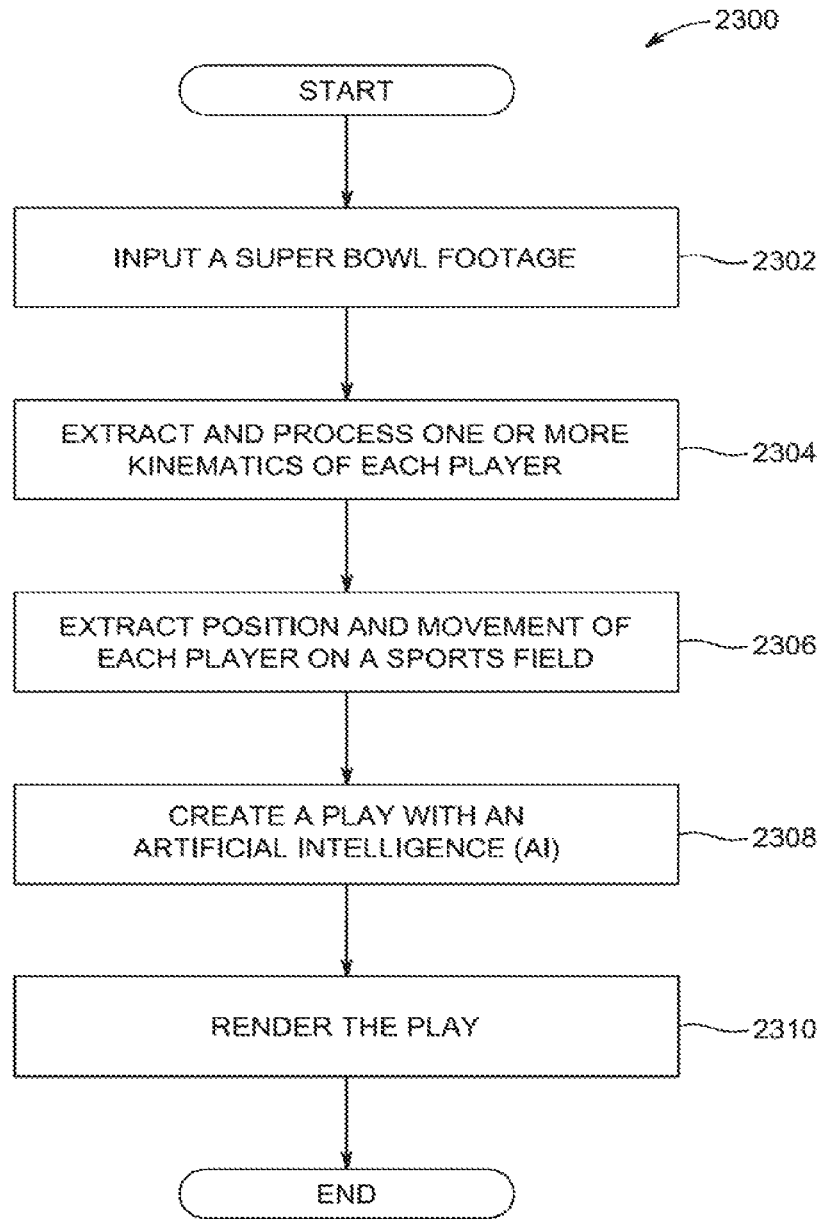 2300
START
INPUT A SUPER BOWL FOOTAGE
2302
EXTRACT AND PROCESS ONE OR MORE
KINEMATICS OF EACH PLAYER
2304
EXTRACT POSITION AND MOVEMENT OF
EACH PLAYER ON A SPORTS FIELD
2306
CREATE A PLAY WITH AN
ARTIFICIAL INTELLIGENCE (AI)
2308
RENDER THE PLAY
2310
END